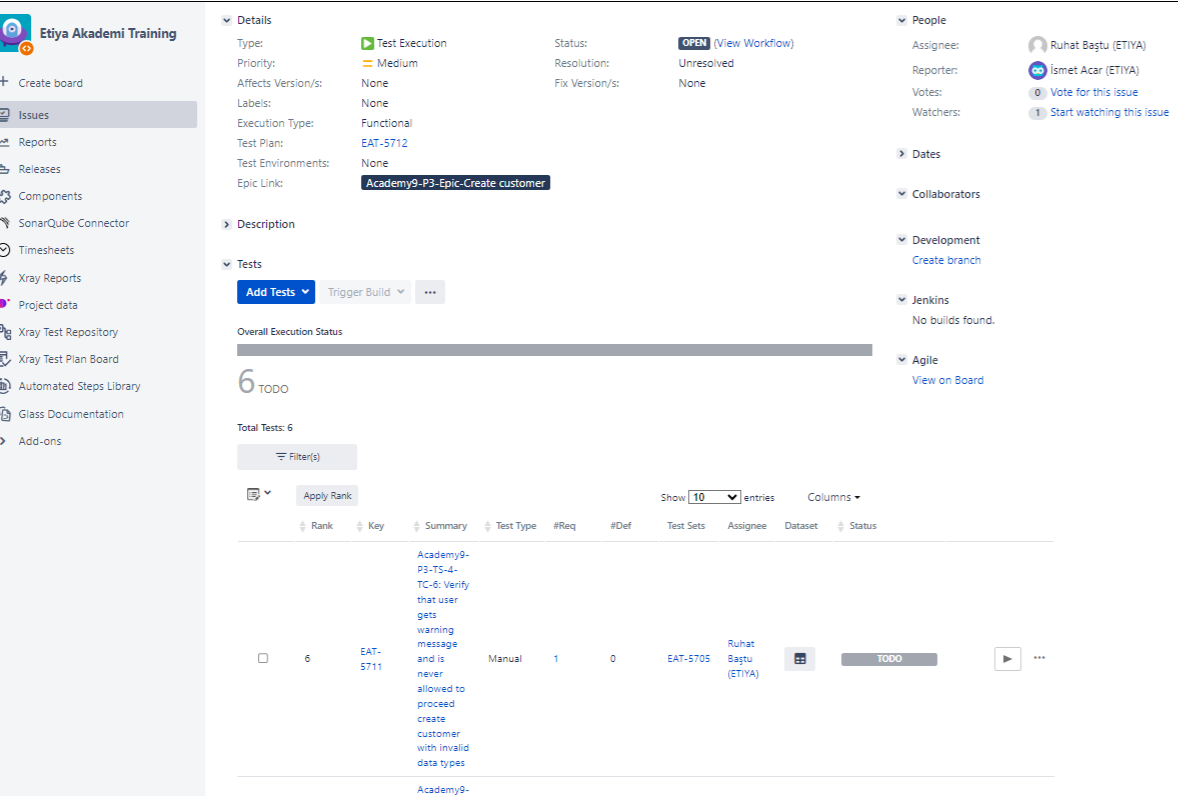 Etiya Akademi Training
Create board
Issues
Reports
Releases
Components
SonarQube Connector
Timesheets
Xray Reports
Project data
Xray Test Repository
Xray Test Plan Board
Automated Steps Library
Glass Documentation
Add-ons
Details
Type: Test Execution
Status: OPEN (View Workflow)
Priority: Medium
Resolution: Unresolved
Affects Version/s: None
Fix Version/s: None
Labels: None
Execution Type: Functional
Test Plan: EAT-5712
Test Environments: None
Epic Link: Academy9-P3-Epic-Create customer
Description
Tests
Add Tests Trigger Build ...
Overall Execution Status
6 TODO
Total Tests: 6
Filter(s)
Apply Rank
Show 10 entries Columns
Rank Key Summary Test Type #Req #Def Test Sets Assignee Dataset Status
6
EAT-
5711
Academy9-
P3-TS-4-
TC-6: Verify
that user
gets
warning
message
and is
never
allowed to
proceed
create
customer
with invalid
data types
Manual
1
0
EAT-5705
Ruhat
Baştu
(ETIYA)
TODO
...
Academy9-
People
Assignee: Ruhat Baştu (ETIYA)
Reporter: İsmet Acar (ETIYA)
Votes: 0 Vote for this issue
Watchers: 1 Start watching this issue
Dates
Collaborators
Development
Create branch
Jenkins
No builds found.
Agile
View on Board